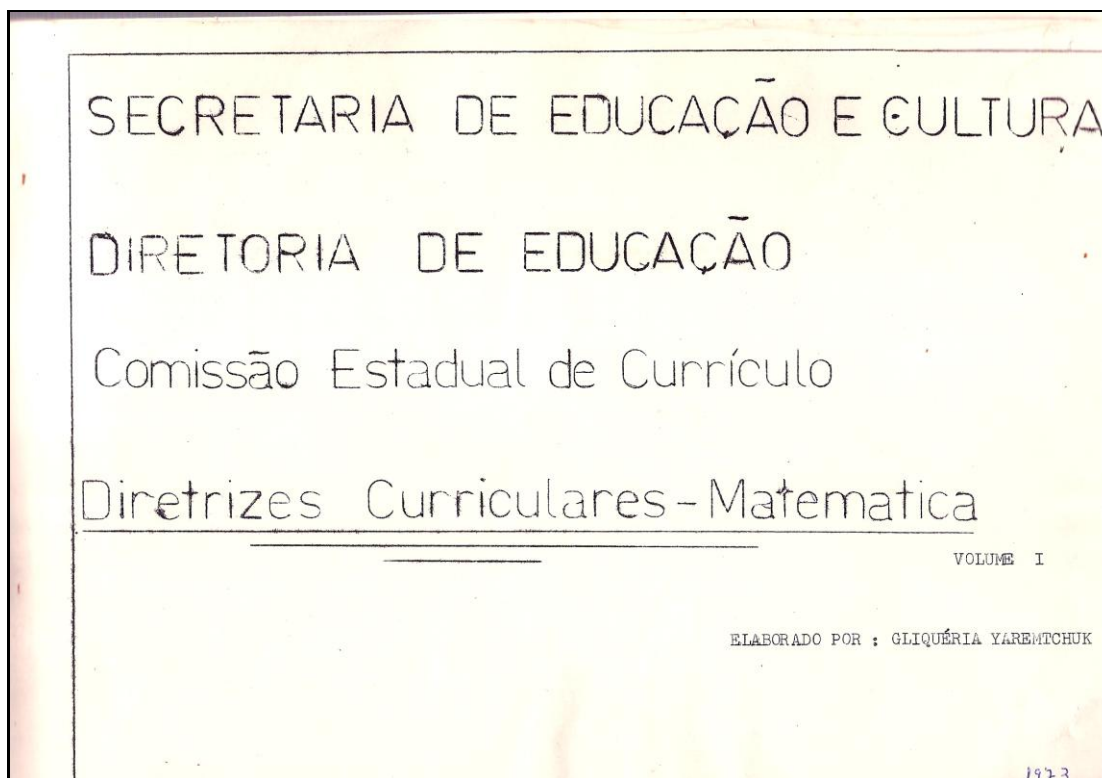 SECRETARIA DE EDUCAÇÃO E CULTURA
DIRETORIA DE EDUCAÇÃO
Comissão Estadual de Currículo
Diretrizes Curriculares - Matematica
VOLUME I
ELABORADO POR : GLIQUÉRIA YAREMTCHUK
1973